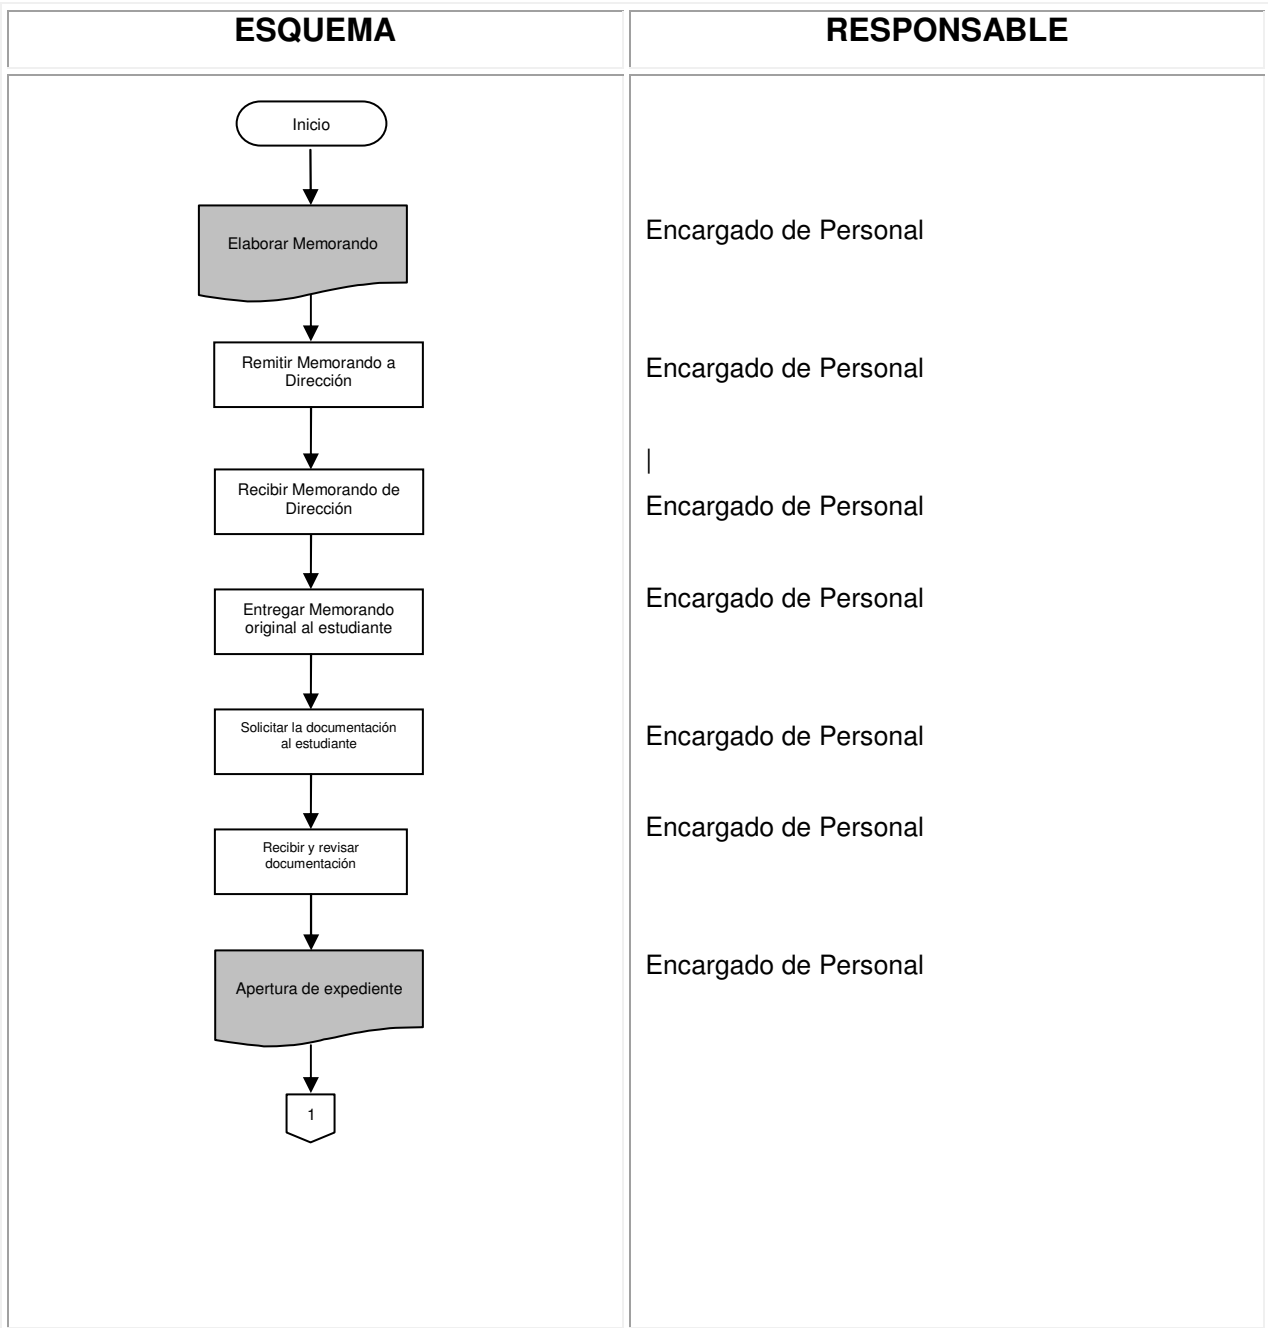 ESQUEMA
RESPONSABLE
Inicio
Elaborar Memorando
Encargado de Personal
Remitir Memorando a
Dirección
Encargado de Personal
|
Recibir Memorando de
Dirección
Encargado de Personal
Entregar Memorando
original al estudiante
Encargado de Personal
Solicitar la documentación
al estudiante
Encargado de Personal
Recibir y revisar
documentación
Encargado de Personal
Apertura de expediente
Encargado de Personal
1